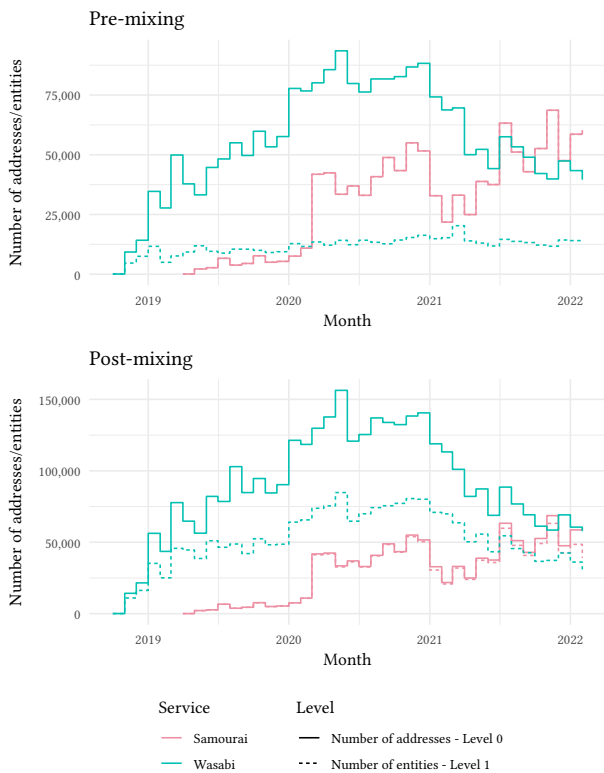 Pre-mixing
Number of addresses/entities
75,000
50,000
25,000
0
2019 2020 2021 2022
Month
Post-mixing
Number of addresses/entities
150,000
100,000
50,000
0
2019 2020 2021 2022
Month
Service Level
Samourai Number of addresses - Level 0
Wasabi Number of entities - Level 1